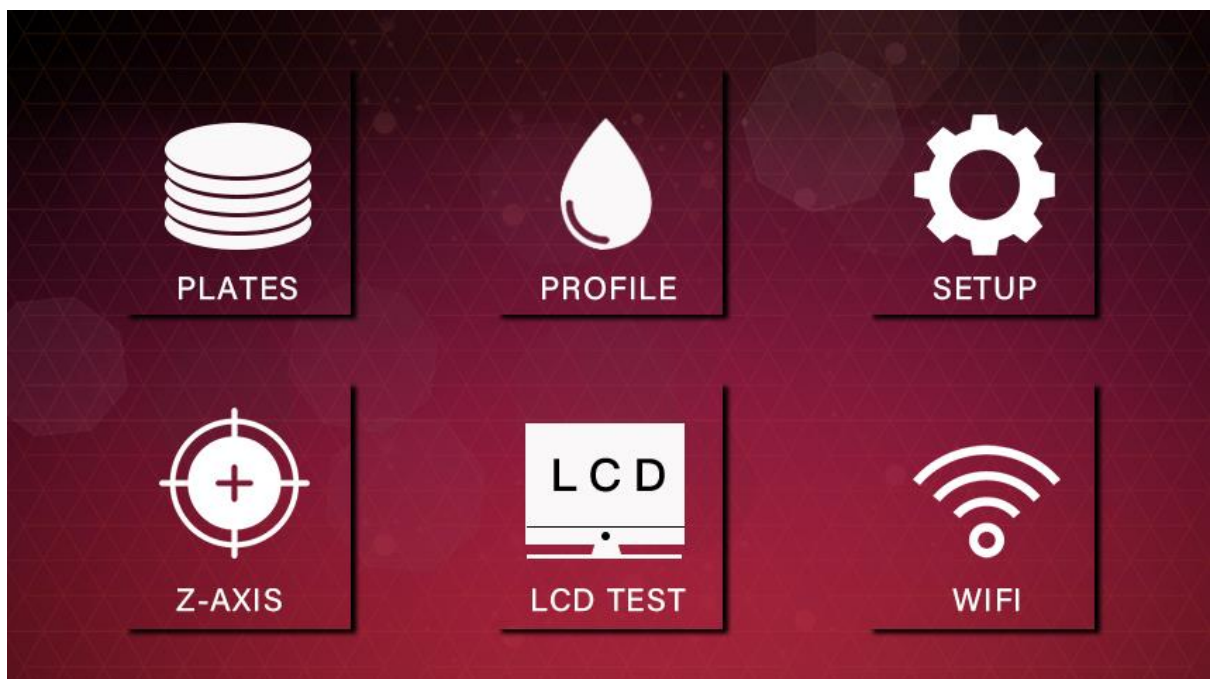 PLATES
PROFILE
SETUP
LCD
Z-AXIS
LCD TEST
WIFI